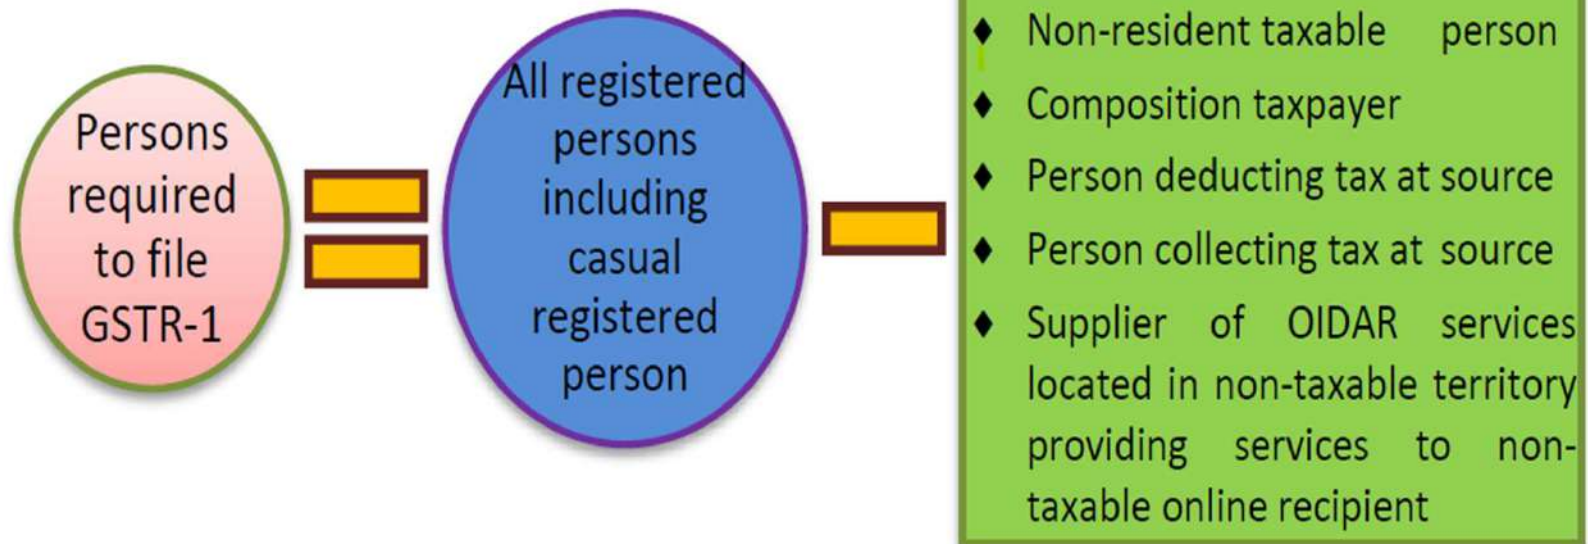 Persons
required
to file
GSTR-1
All registered
persons
including
casual
registered
person
♦ Non-resident taxable person
♦ Composition taxpayer
♦ Person deducting tax at source
♦ Person collecting tax at source
♦ Supplier of OIDAR services
located in non-taxable territory
providing services to non-
taxable online recipient